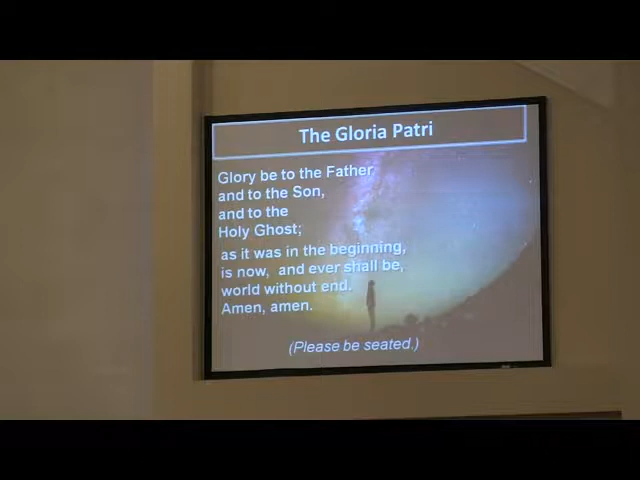 The Gloria Patri
Glory be to the Father
and to the Son,
and to the
Holy Ghost;
as it was in the beginning,
is now, and ever shall be,
world without end.
Amen, amen.
(Please be seated.)